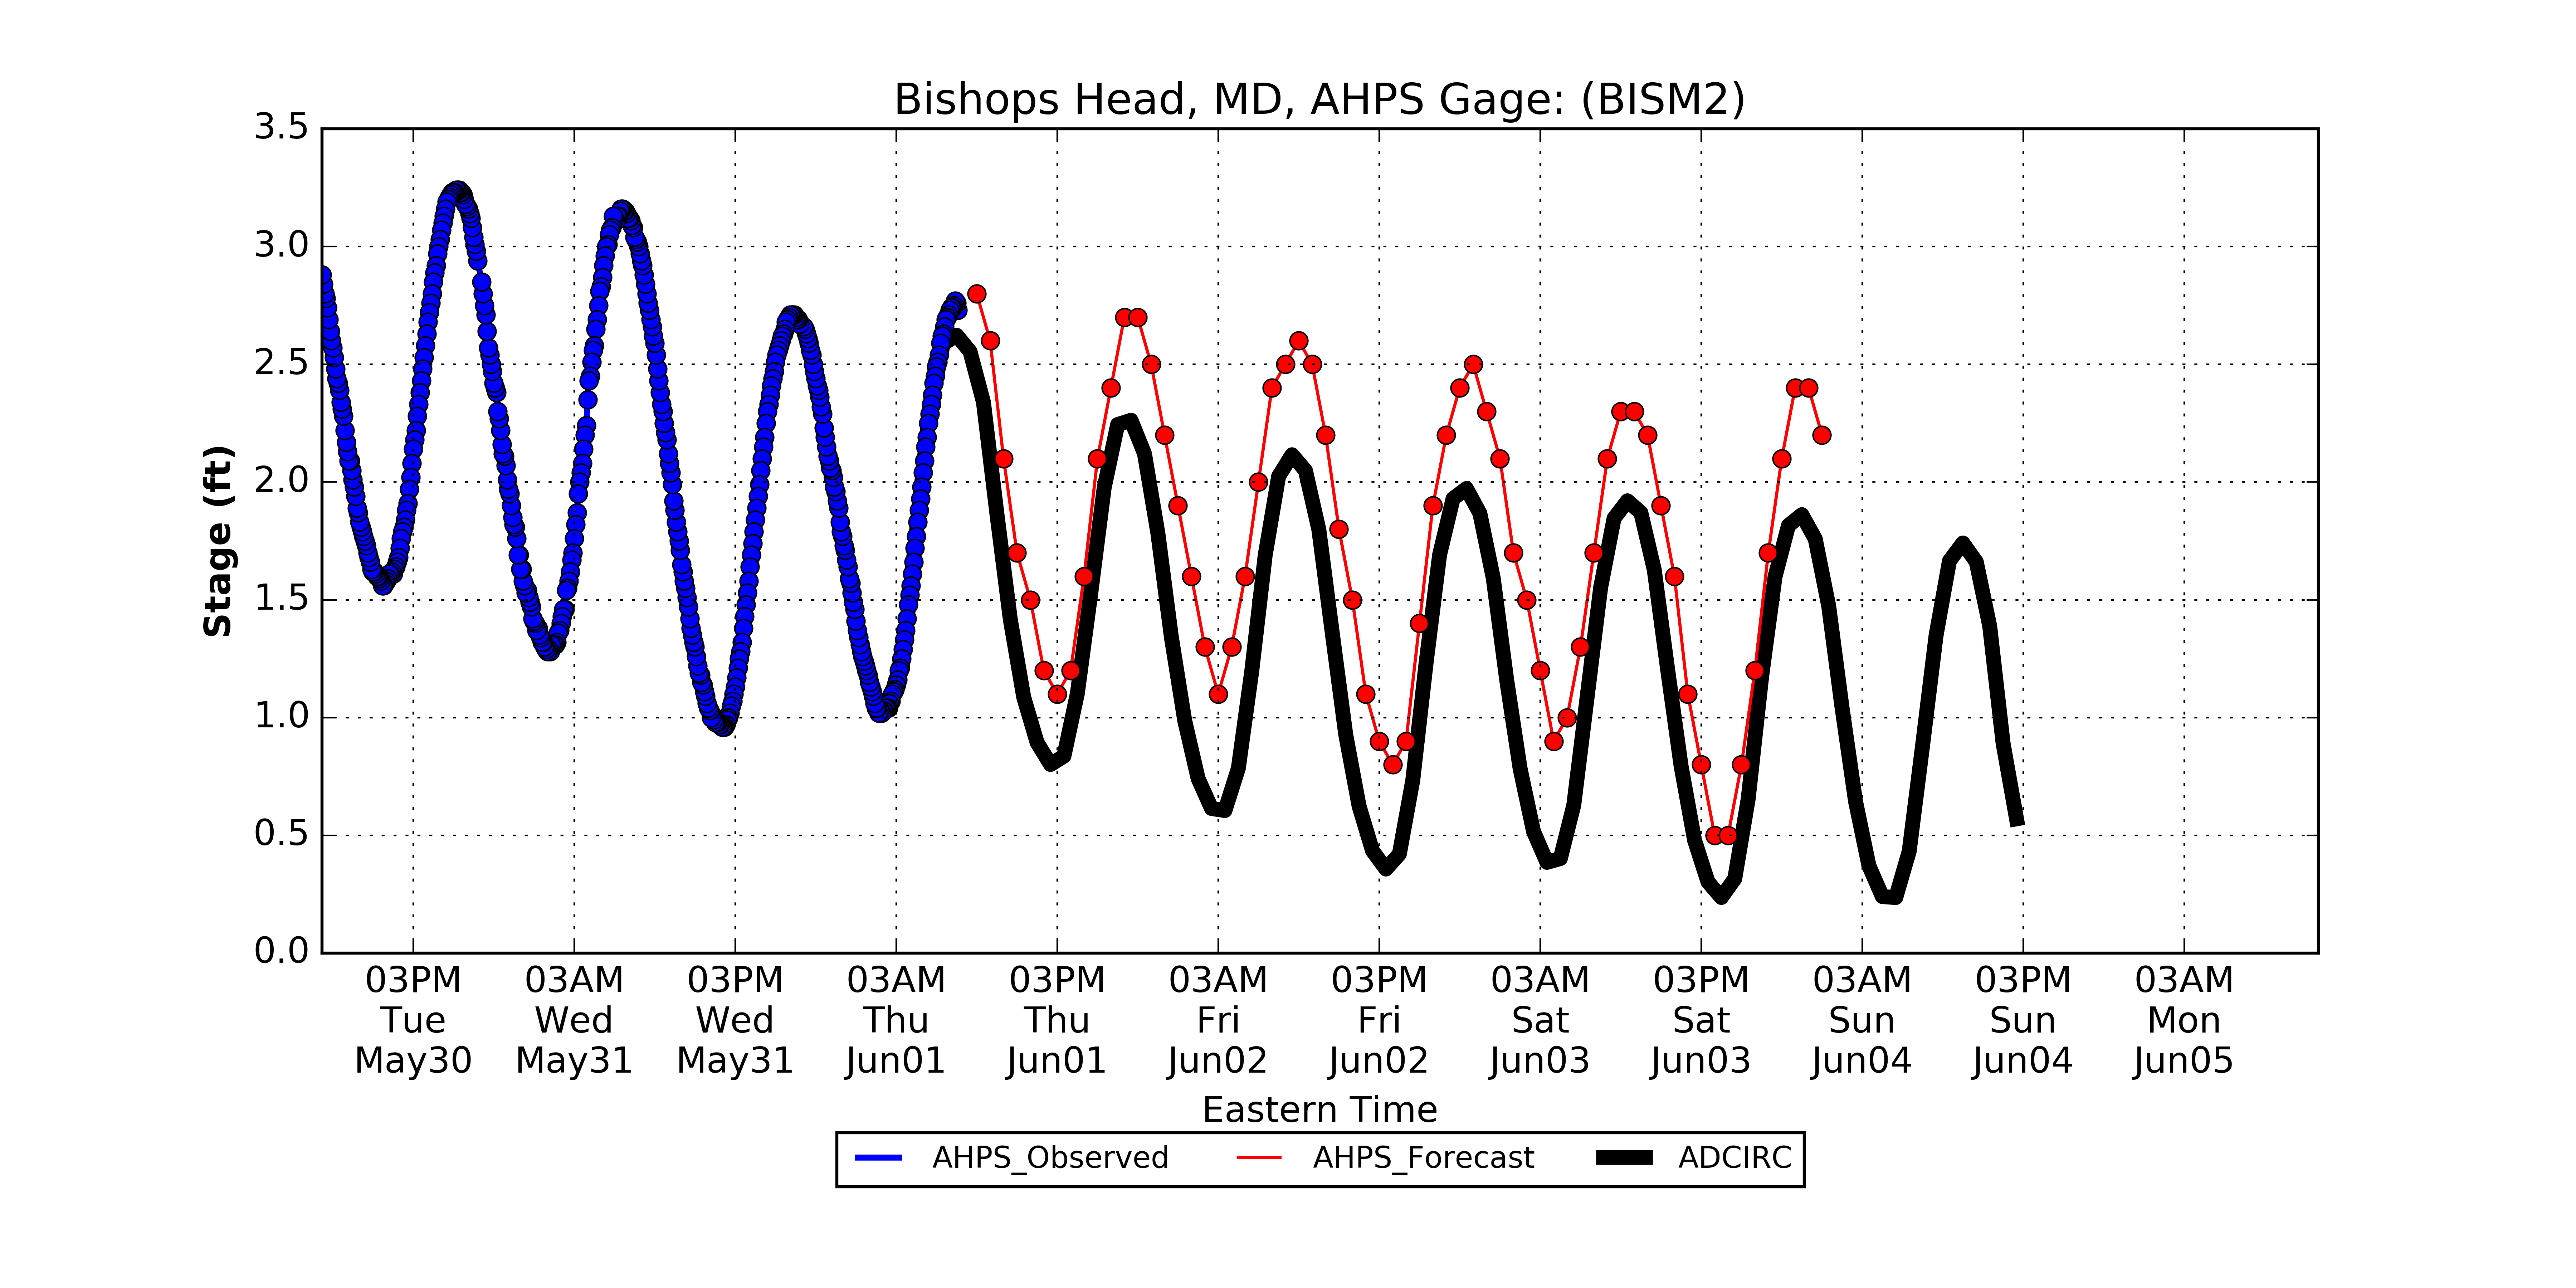 Bishops Head, MD, AHPS Gage: (BISM2)
3.5
3.0
2.5
2.0
1.5
1.0
0.5
0.0
Stage (ft)
03PM 03AM 03PM 03AM 03PM 03AM 03PM 03AM 03PM 03AM 03PM 03AM
Tue Wed Wed Thu Thu Fri Fri Sat Sat Sun Sun Mon
May30 May31 May31 Jun01 Jun01 Jun02 Jun02 Jun03 Jun03 Jun04 Jun04 Jun05
Eastern Time
AHPS_Observed AHPS_Forecast ADCIRC